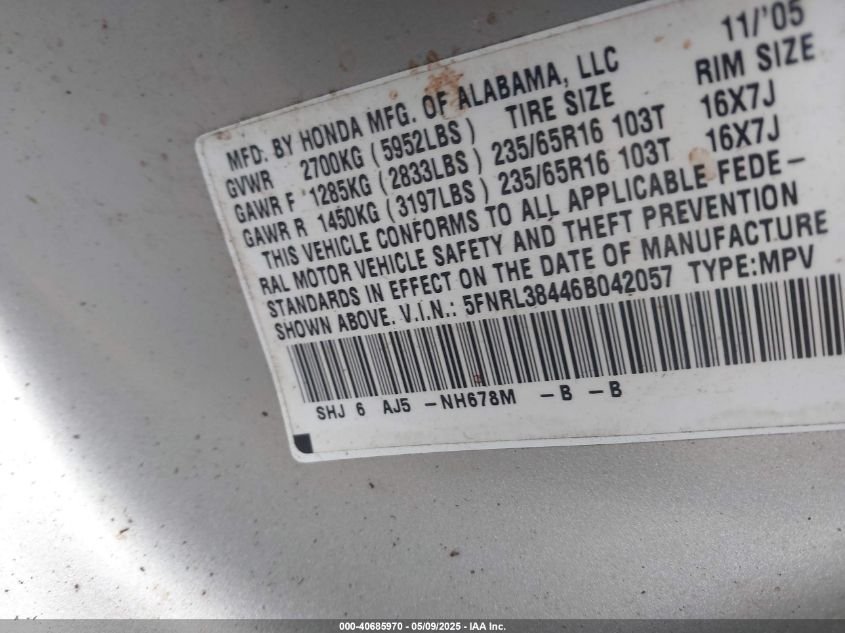 MFD. BY HONDA MFG. OF ALABAMA, LLC 11/'05
GVWR 2700KG (5952LBS) TIRE SIZE RIM SIZE
GAWR F 1285KG (2833LBS) 235/65R16 103T 16X7J
GAWR R 1450KG (3197LBS) 235/65R16 103T 16X7J
THIS VEHICLE CONFORMS TO ALL APPLICABLE FEDE-
RAL MOTOR VEHICLE SAFETY AND THEFT PREVENTION
STANDARDS IN EFFECT ON THE DATE OF MANUFACTURE
SHOWN ABOVE. V.I.N.: 5FNRL38446B042057 TYPE:MPV
SHJ 6 AJ5 -NH678M -B -B
000-40685970 - 05/09/2025 - IAA Inc.